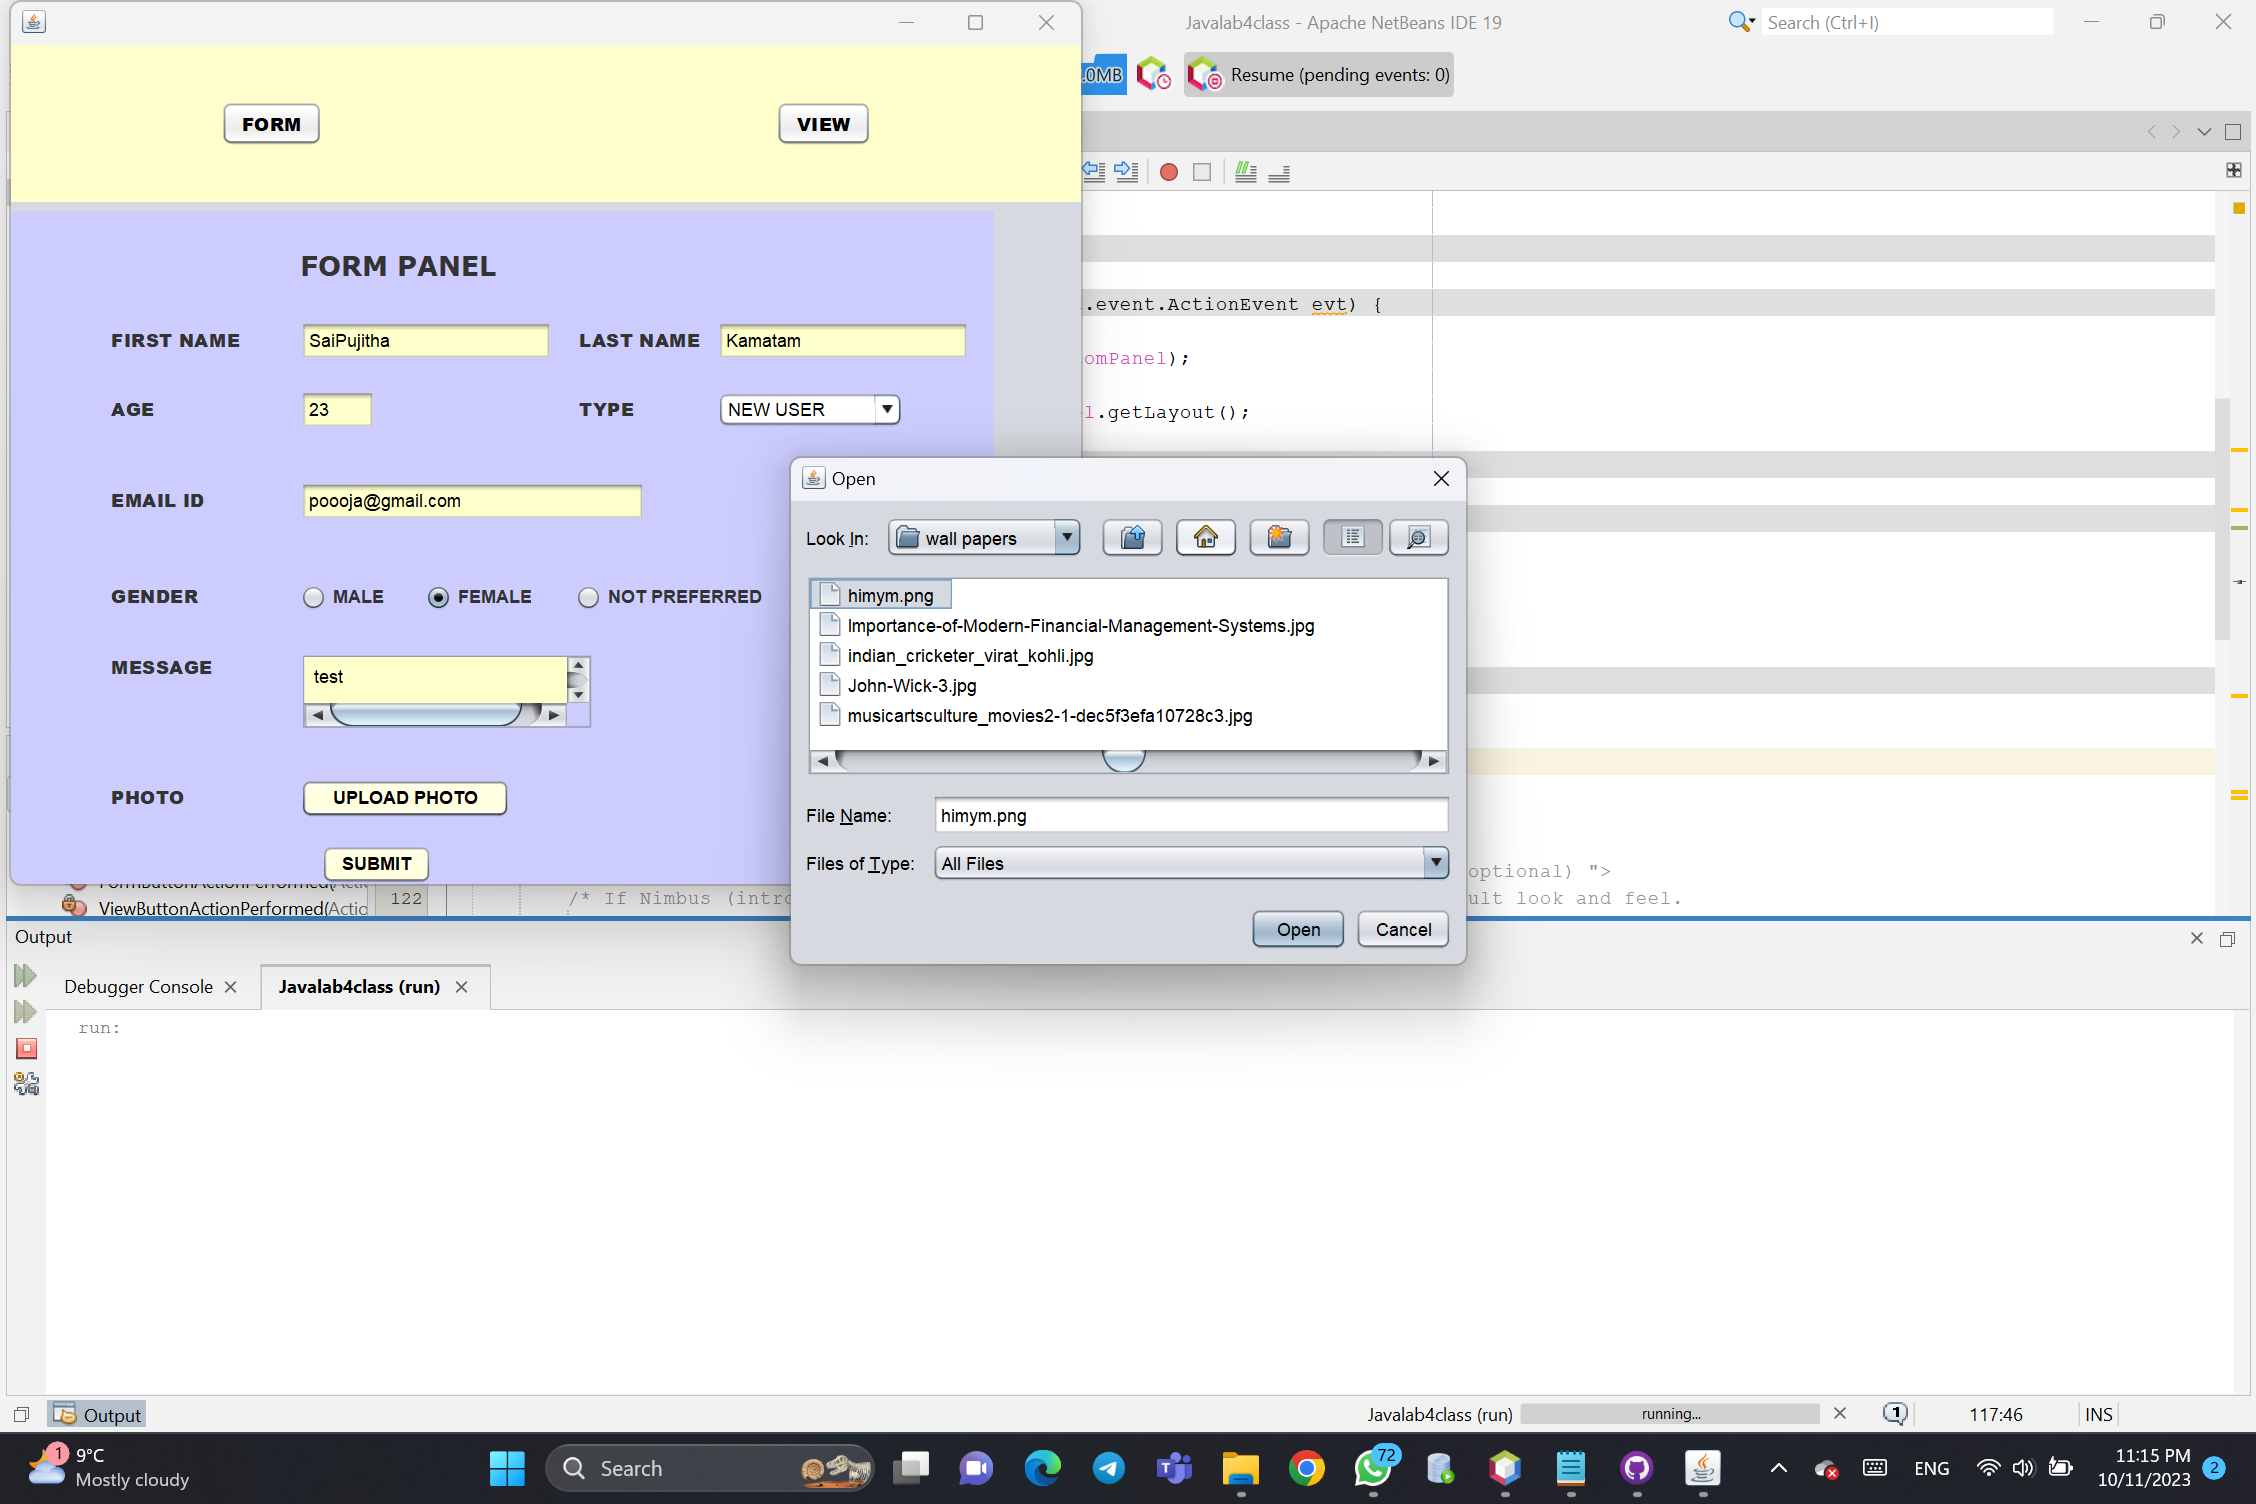 Javalab4class - Apache NetBeans IDE 19
Search (Ctrl+I)
.0MB
Resume (pending events: 0)
FORM
VIEW
FORM PANEL
FIRST NAME
SaiPujitha
LAST NAME
Kamatam
AGE
23
TYPE
NEW USER
EMAIL ID
poooja@gmail.com
GENDER
MALE
FEMALE
NOT PREFERRED
MESSAGE
test
PHOTO
UPLOAD PHOTO
SUBMIT
.event.ActionEvent evt) {
omPanel);
l.getLayout();
Open
Look In:
wall papers
himym.png
Importance-of-Modern-Financial-Management-Systems.jpg
indian_cricketer_virat_kohli.jpg
John-Wick-3.jpg
musicartsculture_movies2-1-dec5f3efa10728c3.jpg
File Name:
himym.png
Files of Type:
All Files
Open
Cancel
optional) ">
ViewButtonActionPerformed(Actio
122
/* If Nimbus (intro
ult look and feel.
Output
Debugger Console
Javalab4class (run)
run:
Output
Javalab4class (run)
running...
1
117:46
INS
1
9°C
Mostly cloudy
Search
72
ENG
11:15 PM
10/11/2023
2